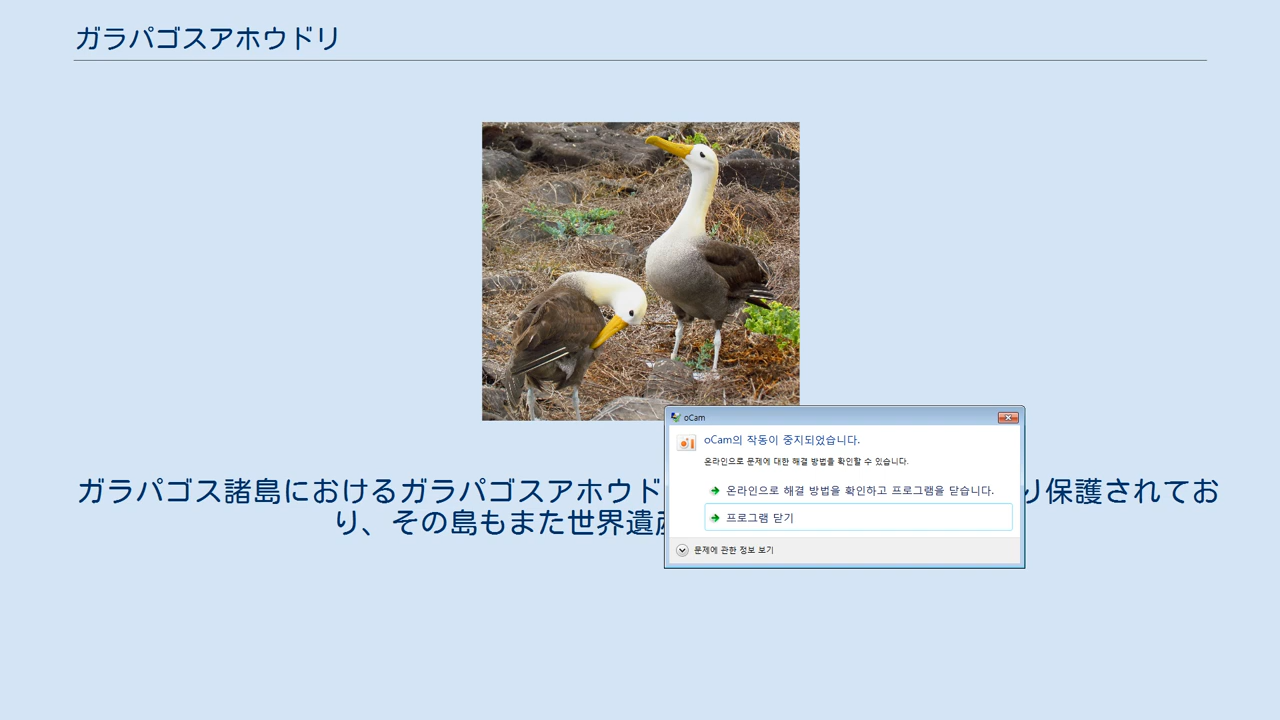 ガラパゴスアホウドリ
ガラパゴス諸島におけるガラパゴスアホウド
り保護されてお
り、その島もまた世界遺
oCam
oCam의 작동이 중지되었습니다.
온라인으로 문제에 대한 해결 방법을 확인할 수 있습니다.
온라인으로 해결 방법을 확인하고 프로그램을 닫습니다.
프로그램 닫기
문제에 관한 정보 보기